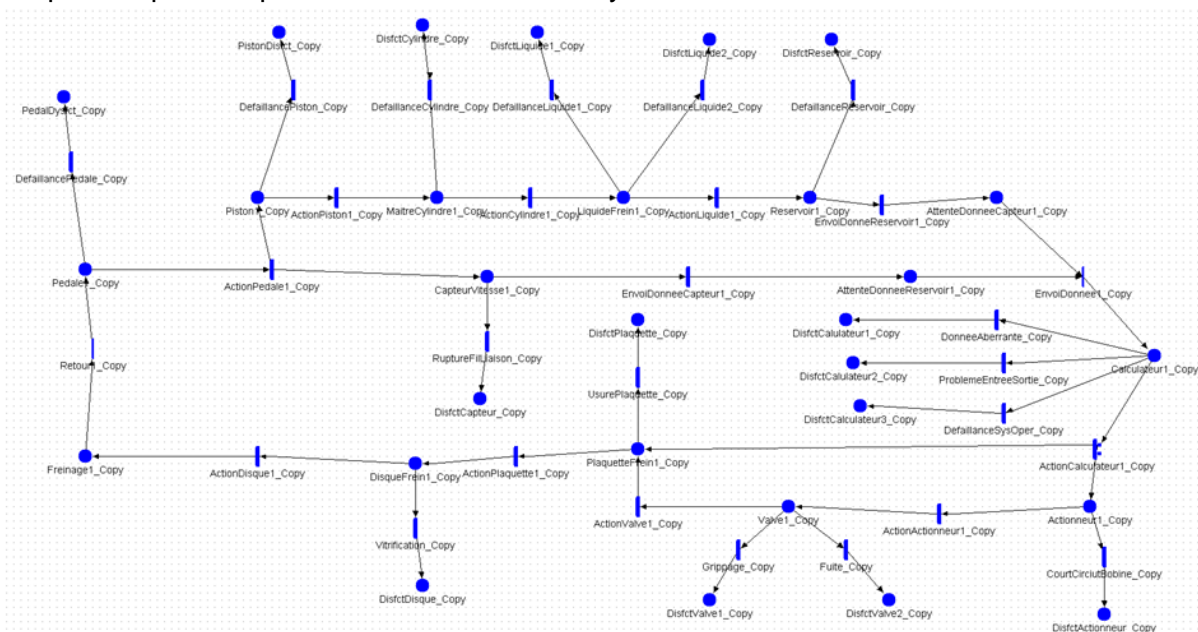 PistonDisfct_Copy
DisfctCylindre_Copy
DisfctLiquide1_Copy
DisfctLiquide2_Copy
DisfctReservoir_Copy
PedalDysfct_Copy
DefaillancePiston_Copy
DefaillanceCylindre_Copy
DefaillanceLiquide1_Copy
DefaillanceLiquide2_Copy
DefaillanceReservoir_Copy
DefaillancePedale_Copy
Piston1_Copy
ActionPiston1_Copy
MaitreCylindre1_Copy
ActionCylindre1_Copy
LiquideFrein1_Copy
ActionLiquide1_Copy
Reservoir1_Copy
EnvoiDonneReservoir1_Copy
AttenteDonneeCapteur1_Copy
ActionPedale1_Copy
CapteurVitesse1_Copy
EnvoiDonneeCapteur1_Copy
AttenteDonneeReservoir1_Copy
EnvoiDonnee1_Copy
DisfctPlaquette_Copy
DisfctCalulateur1_Copy
DonneeAberrante_Copy
Retour1_Copy
RuptureFilLiaison_Copy
Calculateur1_Copy
DisfctCalulateur2_Copy
ProblemeEntreeSortie_Copy
UsurePlaquette_Copy
DisfctCapteur_Copy
DisfctCalculateur3_Copy
DefaillanceSysOper_Copy
Freinage1_Copy
ActionDisque1_Copy
DisqueFrein1_Copy
ActionPlaquette1_Copy
PlaquetteFrein1_Copy
ActionCalculateur1_Copy
ActionValve1_Copy
Valve1_Copy
ActionActionneur1_Copy
Actionneur1_Copy
Vitrification_Copy
Grippage_Copy
Fuite_Copy
CourtCirciutBobine_Copy
DisfctDisque_Copy
DisfctValve1_Copy
DisfctValve2_Copy
DisfctActionneur_Copy